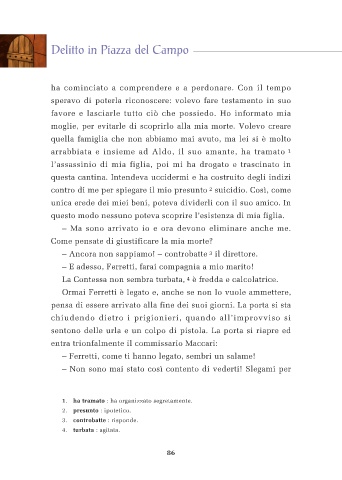 Delitto in Piazza del Campo
ha cominciato a comprendere e a perdonare. Con il tempo
speravo di poterla riconoscere: volevo fare testamento in suo
favore e lasciarle tutto ciò che possiedo. Ho informato mia
moglie, per evitarle di scoprirlo alla mia morte. Volevo creare
quella famiglia che non abbiamo mai avuto, ma lei si è molto
arrabbiata e insieme ad Aldo, il suo amante, ha tramato 1
l'assassinio di mia figlia, poi mi ha drogato e trascinato in
questa cantina. Intendeva uccidermi e ha costruito degli indizi
contro di me per spiegare il mio presunto 2 suicidio. Così, come
unica erede dei miei beni, poteva dividerli con il suo amico. In
questo modo nessuno poteva scoprire l'esistenza di mia figlia.
– Ma sono arrivato io e ora devono eliminare anche me.
Come pensate di giustificare la mia morte?
– Ancora non sappiamo! – controbatte 3 il direttore.
– E adesso, Ferretti, farai compagnia a mio marito!
La Contessa non sembra turbata, 4 è fredda e calcolatrice.
Ormai Ferretti è legato e, anche se non lo vuole ammettere,
pensa di essere arrivato alla fine dei suoi giorni. La porta si sta
chiudendo dietro i prigionieri, quando all'improvviso si
sentono delle urla e un colpo di pistola. La porta si riapre ed
entra trionfalmente il commissario Maccari:
– Ferretti, come ti hanno legato, sembri un salame!
– Non sono mai stato così contento di vederti! Slegami per
1. ha tramato : ha organizzato segretamente.
2. presunto : ipotetico.
3. controbatte : risponde.
4. turbata : agitata.
86